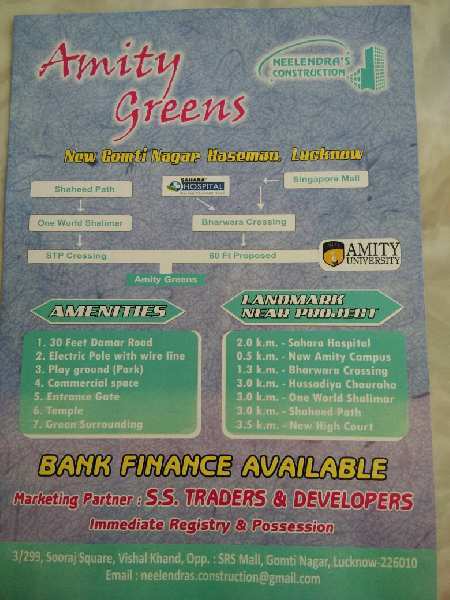 Amity
Greens
NEELENDRA'S
CONSTRUCTION
New Gomti Nagar Hasemau, Lucknow
Shaheed Path
SAHARA
HOSPITAL
Singapore Mall
One World Shalimar
Bharwara Crossing
STP Crossing
60 Ft Proposed
AMITY
UNIVERSITY
Amity Greens
AMENITIES
1. 30 Feet Damar Road
2. Electric Pole with wire line
3. Play ground (Park)
4. Commercial space
5. Entrance Gate
6. Temple
7. Green Surrounding
LANDMARK
NEAR PROJECT
2.0 k.m. - Sahara Hospital
0.5 k.m. - New Amity Campus
1.3 k.m. - Bharwara Crossing
3.0 k.m. - Hussadiya Chauraha
3.0 k.m. - One World Shalimar
3.0 k.m. - Shaheed Path
3.5 k.m. - New High Court
BANK FINANCE AVAILABLE
Marketing Partner : S.S. TRADERS & DEVELOPERS
Immediate Registry & Possession
3/299, Sooraj Square, Vishal Khand, Opp. : SRS Mall, Gomti Nagar, Lucknow-226010
Email : neelendras.construction@gmail.com